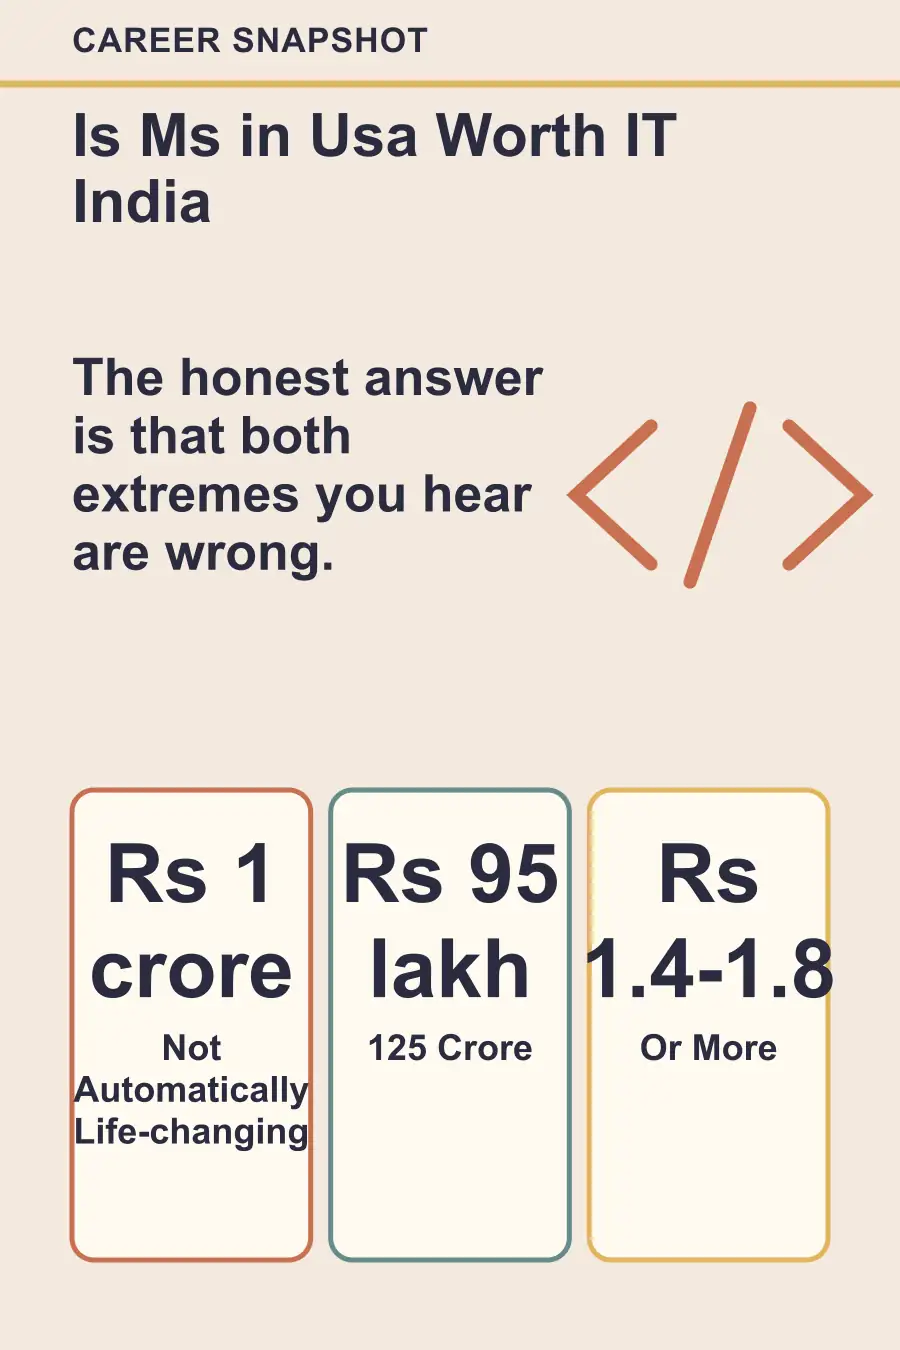 CAREER SNAPSHOT
Is Ms in Usa Worth IT
India
The honest answer
is that both
extremes you hear
are wrong.
Rs 1
crore
Not
Automatically
Life-changing
Rs 95
lakh
125 Crore
Rs
1.4-1.8
Or More